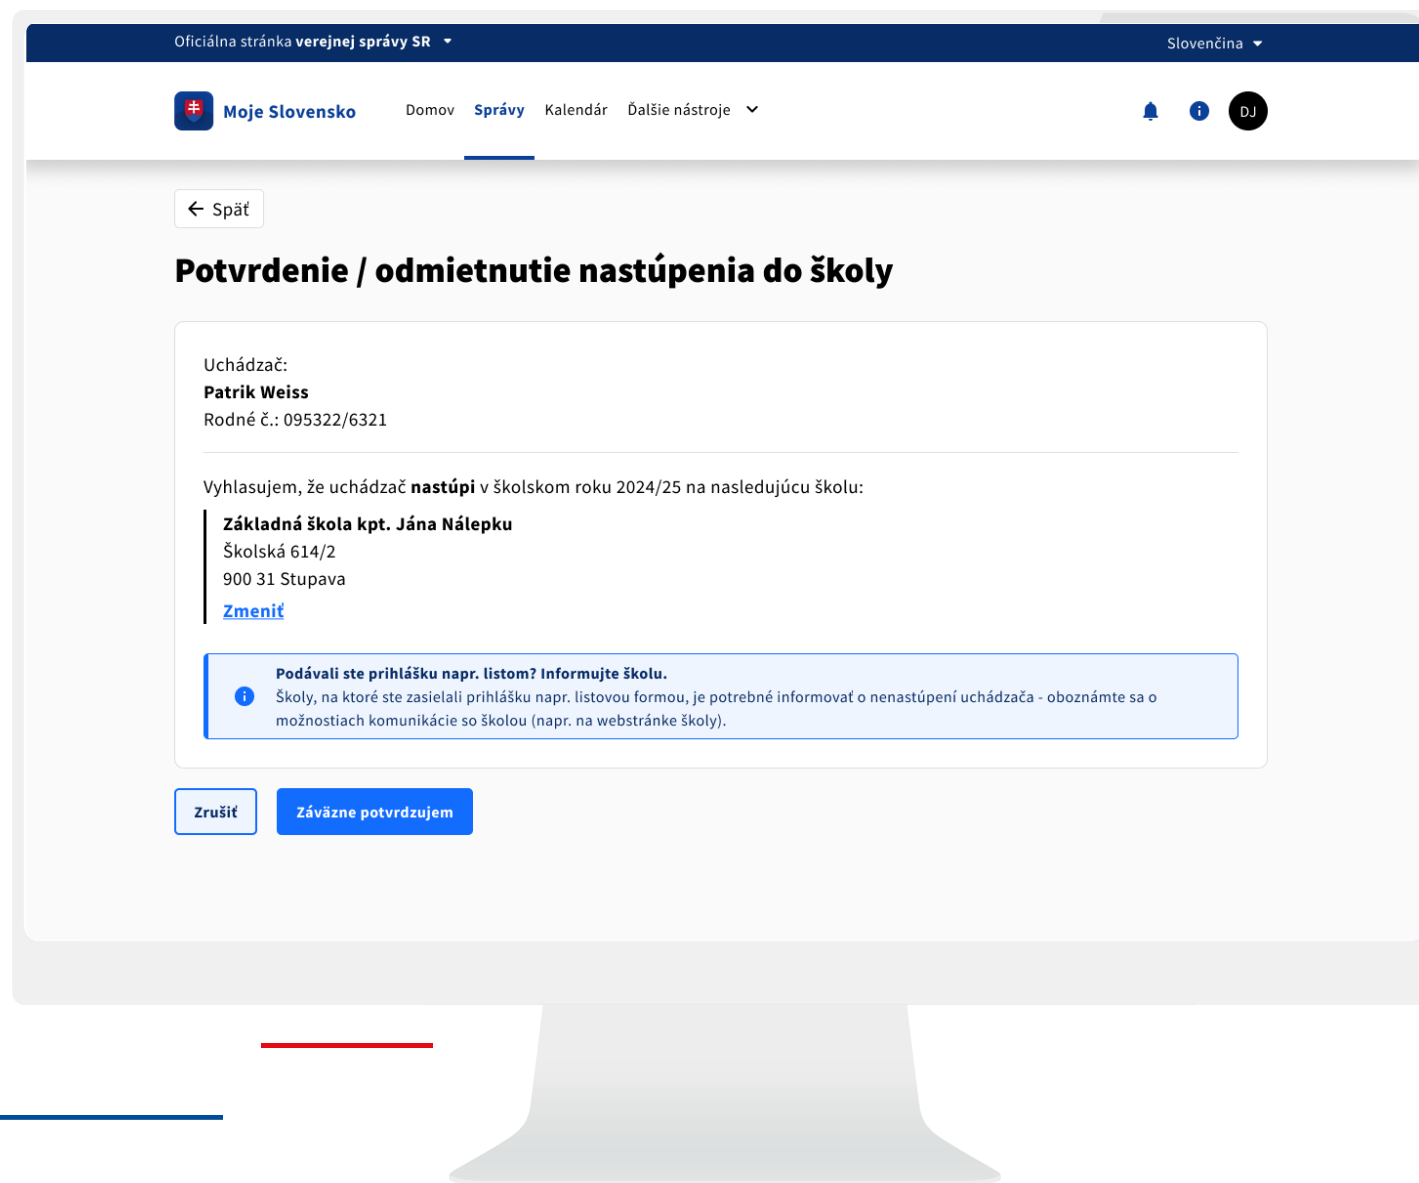 Oficiálna stránka verejnej správy SR
Slovenčina
Moje Slovensko
Domov
Správy
Kalendár
Ďalšie nástroje
DJ
Späť
Potvrdenie / odmietnutie nastúpenia do školy
Uchádzač:
Patrik Weiss
Rodné č.: 095322/6321
Vyhlasujem, že uchádzač nastúpi v školskom roku 2024/25 na nasledujúcu školu:
Základná škola kpt. Jána Nálepku
Školská 614/2
900 31 Stupava
Zmeniť
Podávali ste prihlášku napr. listom? Informujte školu.
Školy, na ktoré ste zasielali prihlášku napr. listovou formou, je potrebné informovať o nenastúpení uchádzača - oboznámte sa o
možnostiach komunikácie so školou (napr. na webstránke školy).
Zrušiť
Záväzne potvrdzujem